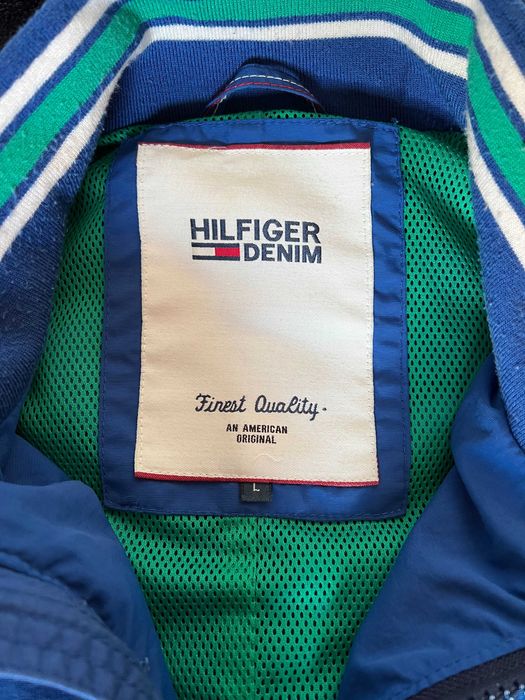 HILFIGER
DENIM
Finest Quality.
AN AMERICAN
ORIGINAL
L